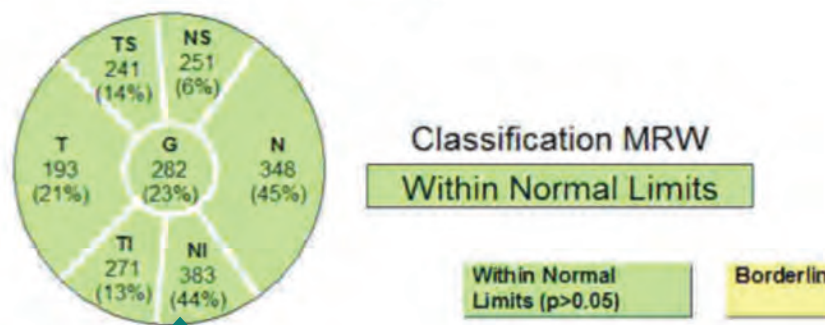 TS
241
(14%)
NS
251
(6%)
T
193
(21%)
G
282
(23%)
N
348
(45%)
TI
271
(13%)
NI
383
(44%)
Classification MRW
Within Normal Limits
Within Normal
Limits (p>0.05)